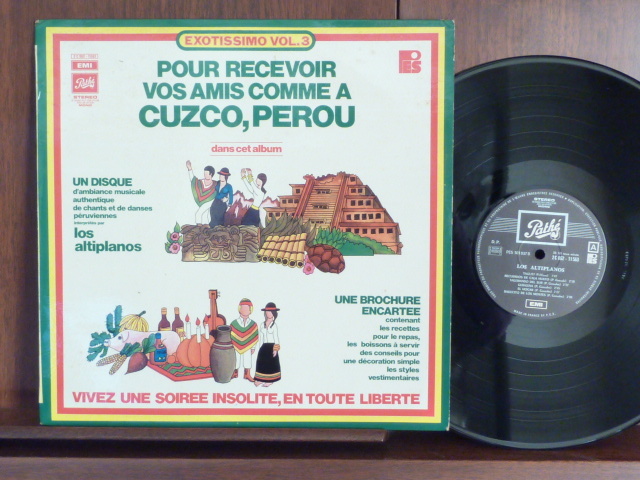 EXOTISSIMO VOL.3
EMI
Pathé
STEREO
PES
POUR RECEVOIR
VOS AMIS COMME A
CUZCO, PEROU
dans cet album
UN DISQUE
d'ambiance musicale
authentique
de chants et de danses
péruviennes
interprétés par
los
altiplanos
UNE BROCHURE
ENCARTEE
contenant
les recettes
pour le repas,
les boissons à servir
des conseils pour
une décoration simple
les styles
vestimentaires
VIVEZ UNE SOIREE INSOLITE, EN TOUTE LIBERTE
STEREO
Pathé
A
LOS ALTIPLANOS
EMI